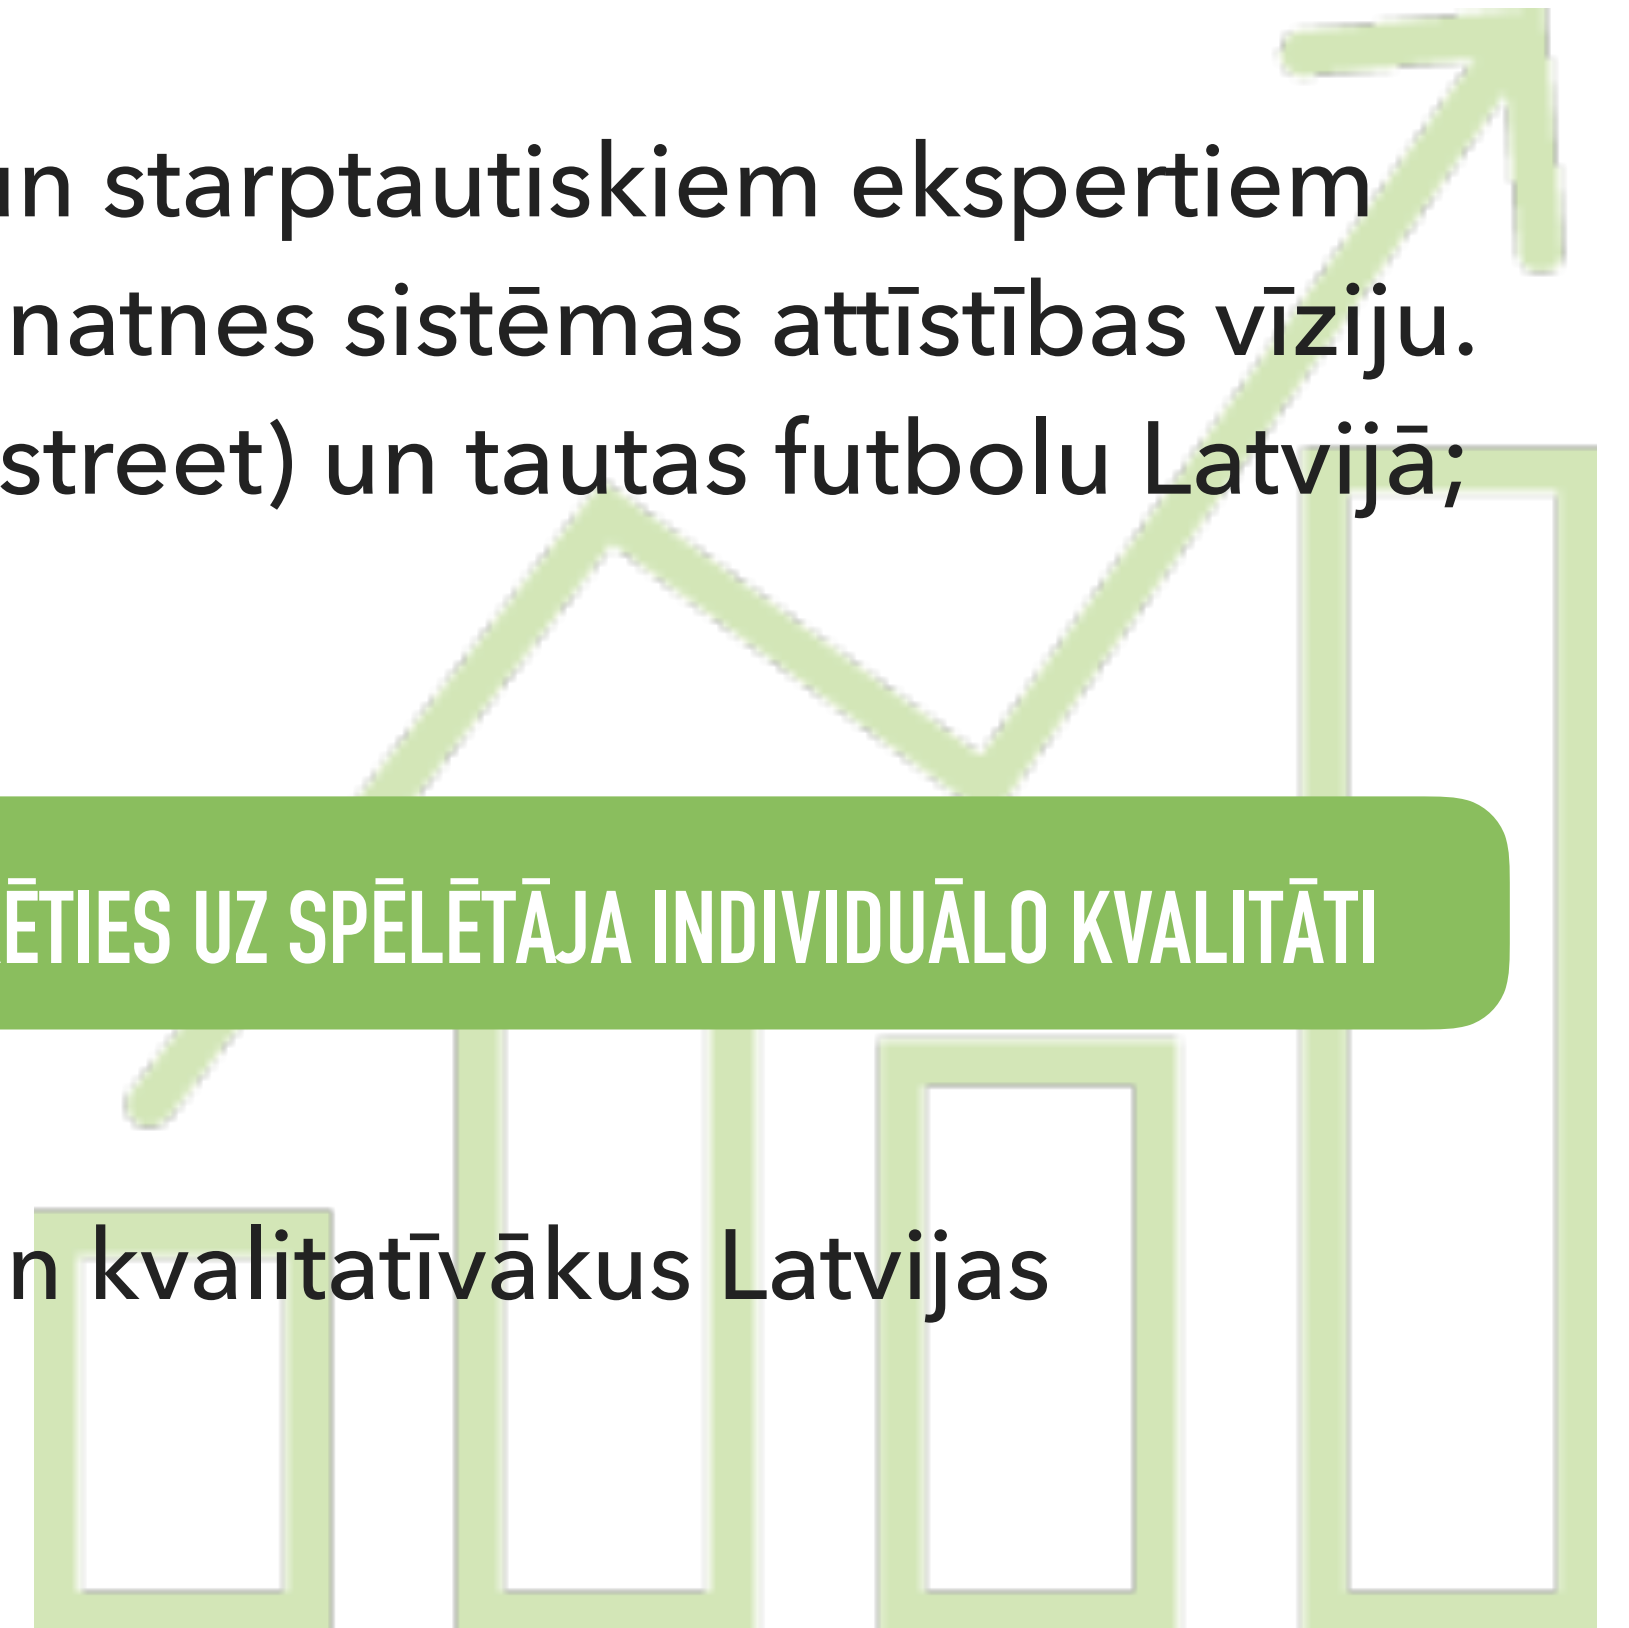 un starptautiskiem ekspertiem
natnes sistēmas attīstības vīziju.
street) un tautas futbolu Latvijā;
ĒTIES UZ SPĒLĒTĀJA INDIVIDUĀLO KVALITĀTI
n kvalitatīvākus Latvijas